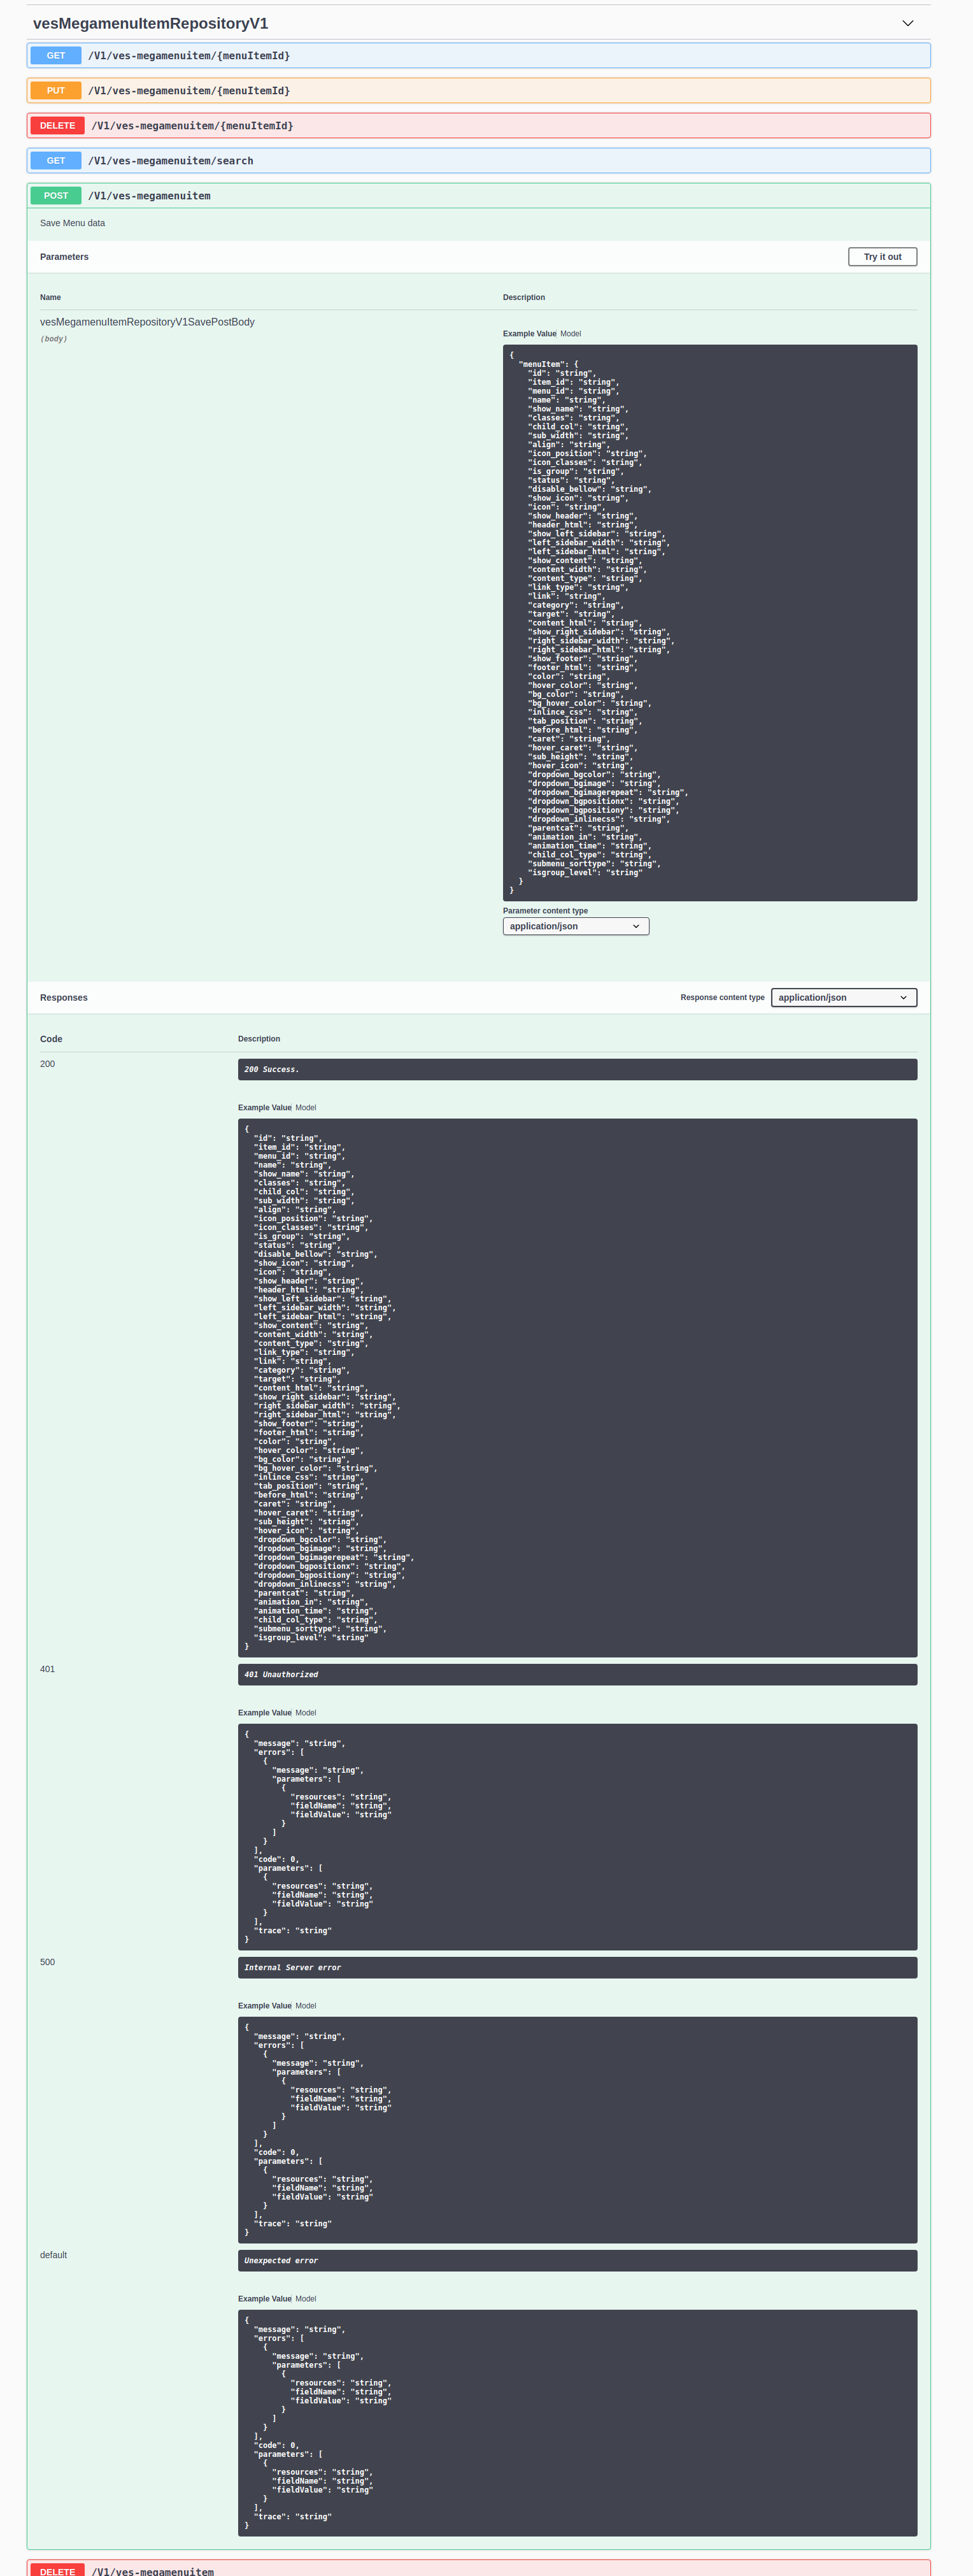 vesMegamenuItemRepositoryV1
GET /V1/ves-megamenuitem/{menuItemId}
PUT /V1/ves-megamenuitem/{menuItemId}
DELETE /V1/ves-megamenuitem/{menuItemId}
GET /V1/ves-megamenuitem/search
POST /V1/ves-megamenuitem
Save Menu data
Parameters Try it out
Name Description
vesMegamenuItemRepositoryV1SavePostBody
(body)
Example Value Model
{
"menuItem": {
"id": "string",
"item_id": "string",
"menu_id": "string",
"name": "string",
"show_name": "string",
"classes": "string",
"child_col": "string",
"sub_width": "string",
"align": "string",
"icon_position": "string",
"icon_classes": "string",
"is_group": "string",
"status": "string",
"disable_bellow": "string",
"show_icon": "string",
"icon": "string",
"show_header": "string",
"header_html": "string",
"show_left_sidebar": "string",
"left_sidebar_width": "string",
"left_sidebar_html": "string",
"show_content": "string",
"content_width": "string",
"content_type": "string",
"link_type": "string",
"link": "string",
"category": "string",
"target": "string",
"content_html": "string",
"show_right_sidebar": "string",
"right_sidebar_width": "string",
"right_sidebar_html": "string",
"show_footer": "string",
"footer_html": "string",
"color": "string",
"hover_color": "string",
"bg_color": "string",
"bg_hover_color": "string",
"inlince_css": "string",
"tab_position": "string",
"before_html": "string",
"caret": "string",
"hover_caret": "string",
"sub_height": "string",
"hover_icon": "string",
"dropdown_bgcolor": "string",
"dropdown_bgimage": "string",
"dropdown_bgimagerepeat": "string",
"dropdown_bgpositionx": "string",
"dropdown_bgpositiony": "string",
"dropdown_inlinecss": "string",
"parentcat": "string",
"animation_in": "string",
"animation_time": "string",
"child_col_type": "string",
"submenu_sorttype": "string",
"isgroup_level": "string"
}
}
Parameter content type
application/json
Responses Response content type application/json
Code Description
200 200 Success.
Example Value Model
{
"id": "string",
"item_id": "string",
"menu_id": "string",
"name": "string",
"show_name": "string",
"classes": "string",
"child_col": "string",
"sub_width": "string",
"align": "string",
"icon_position": "string",
"icon_classes": "string",
"is_group": "string",
"status": "string",
"disable_bellow": "string",
"show_icon": "string",
"icon": "string",
"show_header": "string",
"header_html": "string",
"show_left_sidebar": "string",
"left_sidebar_width": "string",
"left_sidebar_html": "string",
"show_content": "string",
"content_width": "string",
"content_type": "string",
"link_type": "string",
"link": "string",
"category": "string",
"target": "string",
"content_html": "string",
"show_right_sidebar": "string",
"right_sidebar_width": "string",
"right_sidebar_html": "string",
"show_footer": "string",
"footer_html": "string",
"color": "string",
"hover_color": "string",
"bg_color": "string",
"bg_hover_color": "string",
"inlince_css": "string",
"tab_position": "string",
"before_html": "string",
"caret": "string",
"hover_caret": "string",
"sub_height": "string",
"hover_icon": "string",
"dropdown_bgcolor": "string",
"dropdown_bgimage": "string",
"dropdown_bgimagerepeat": "string",
"dropdown_bgpositionx": "string",
"dropdown_bgpositiony": "string",
"dropdown_inlinecss": "string",
"parentcat": "string",
"animation_in": "string",
"animation_time": "string",
"child_col_type": "string",
"submenu_sorttype": "string",
"isgroup_level": "string"
}
401 401 Unauthorized
Example Value Model
{
"message": "string",
"errors": [
{
"message": "string",
"parameters": [
{
"resources": "string",
"fieldName": "string",
"fieldValue": "string"
}
]
}
],
"code": 0,
"parameters": [
{
"resources": "string",
"fieldName": "string",
"fieldValue": "string"
}
],
"trace": "string"
}
500 Internal Server error
Example Value Model
{
"message": "string",
"errors": [
{
"message": "string",
"parameters": [
{
"resources": "string",
"fieldName": "string",
"fieldValue": "string"
}
]
}
],
"code": 0,
"parameters": [
{
"resources": "string",
"fieldName": "string",
"fieldValue": "string"
}
],
"trace": "string"
}
default Unexpected error
Example Value Model
{
"message": "string",
"errors": [
{
"message": "string",
"parameters": [
{
"resources": "string",
"fieldName": "string",
"fieldValue": "string"
}
]
}
],
"code": 0,
"parameters": [
{
"resources": "string",
"fieldName": "string",
"fieldValue": "string"
}
],
"trace": "string"
}
DELETE /V1/ves-megamenuitem